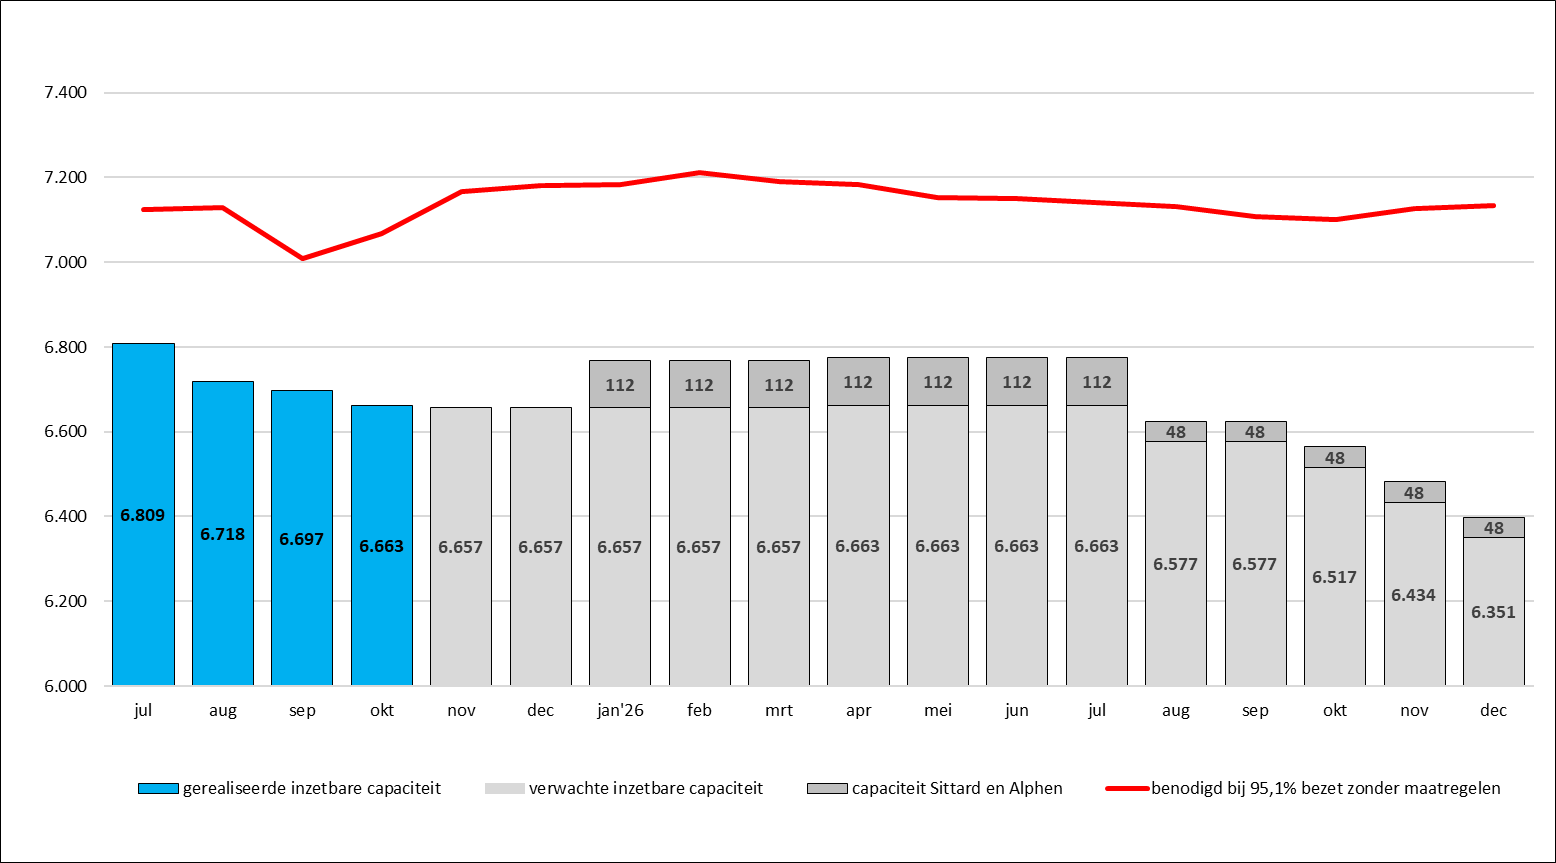 7.400
7.200
7.000
6.800
6.600
6.400
6.200
6.000
112 112 112 112 112 112 112 48 48 48 48 48
6.809 6.718 6.697 6.663 6.657 6.657 6.657 6.657 6.657 6.663 6.663 6.663 6.663 6.577 6.577 6.517 6.434 6.351
jul aug sep okt nov dec jan'26 feb mrt apr mei jun jul aug sep okt nov dec
gerealiseerde inzetbare capaciteit verwachte inzetbare capaciteit capaciteit Sittard en Alphen benodigd bij 95,1% bezet zonder maatregelen